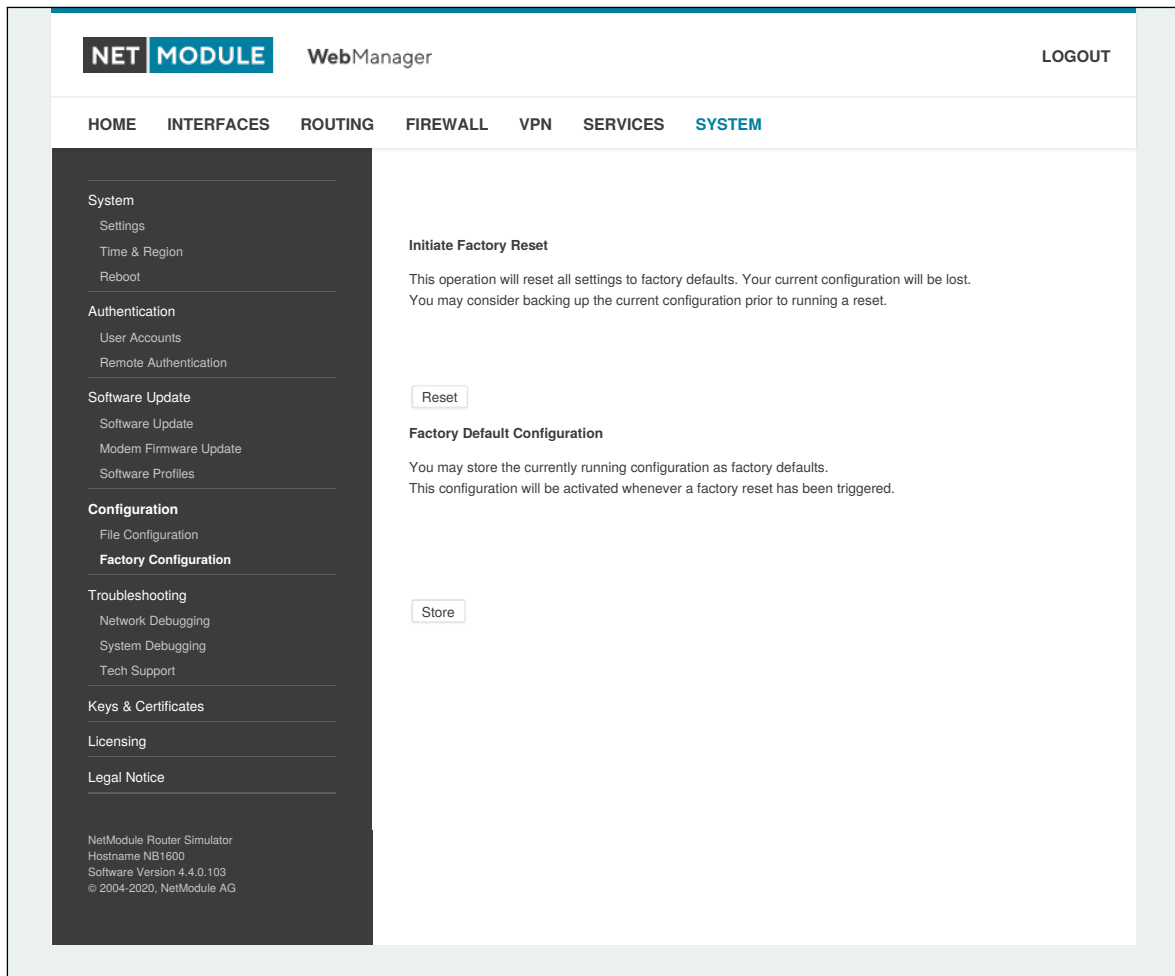 NET MODULE WebManager LOGOUT
HOME INTERFACES ROUTING FIREWALL VPN SERVICES SYSTEM
System
Settings
Time & Region
Reboot
Authentication
User Accounts
Remote Authentication
Software Update
Software Update
Modem Firmware Update
Software Profiles
Configuration
File Configuration
Factory Configuration
Troubleshooting
Network Debugging
System Debugging
Tech Support
Keys & Certificates
Licensing
Legal Notice
NetModule Router Simulator
Hostname NB1600
Software Version 4.4.0.103
© 2004-2020, NetModule AG
Initiate Factory Reset
This operation will reset all settings to factory defaults. Your current configuration will be lost.
You may consider backing up the current configuration prior to running a reset.
Reset
Factory Default Configuration
You may store the currently running configuration as factory defaults.
This configuration will be activated whenever a factory reset has been triggered.
Store